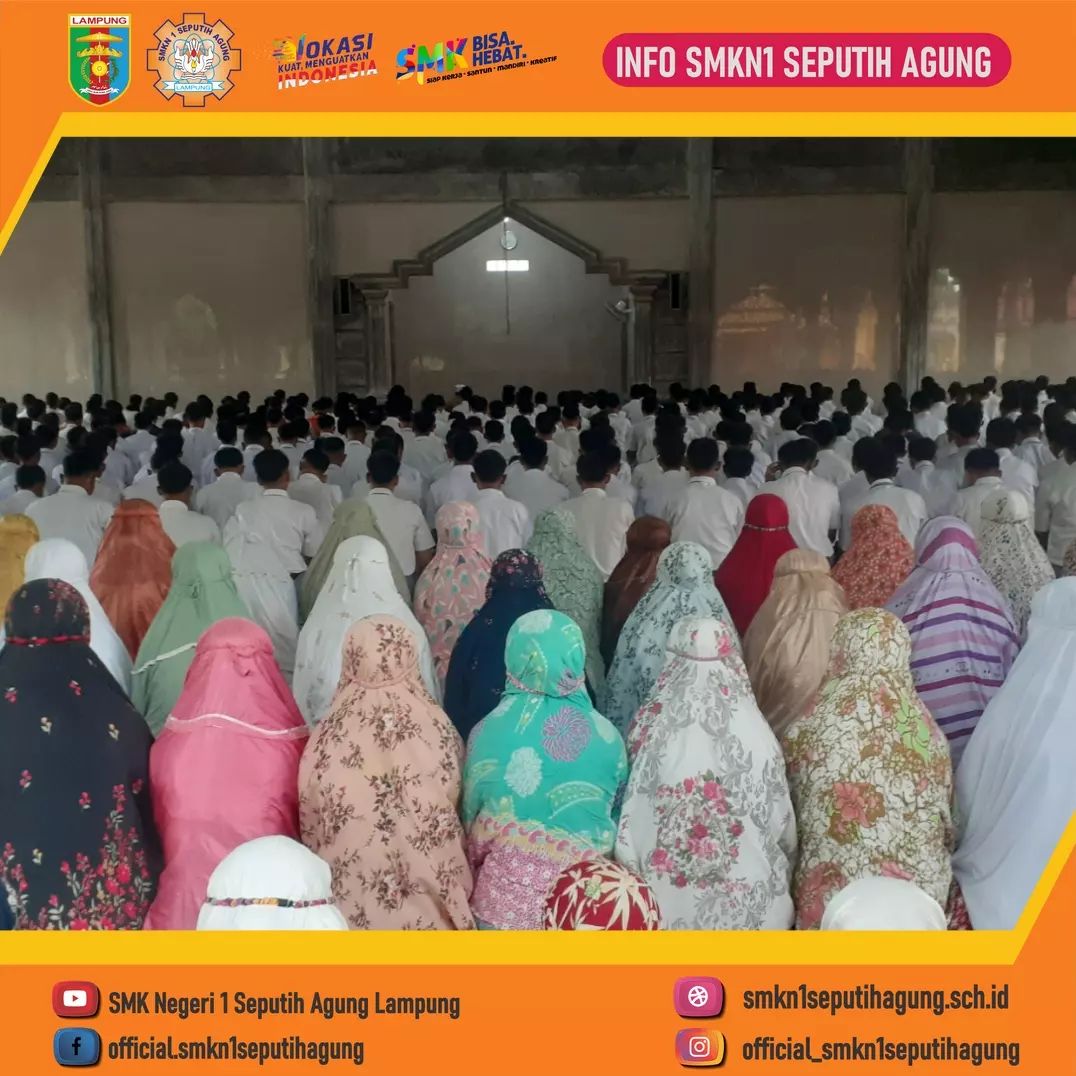 LAMPUNG
SMKN 1 SEPUTIH AGUNG
LAMPUNG
VOKASI
KUAT, MENGUATKAN
INDONESIA
SMK BISA.
HEBAT.
SIAP KERJA • SANTUN • MANDIRI • KREATIF
INFO SMKN1 SEPUTIH AGUNG
SMK Negeri 1 Seputih Agung Lampung
smkn1seputihagung.sch.id
official.smkn1seputihagung
official_smkn1seputihagung